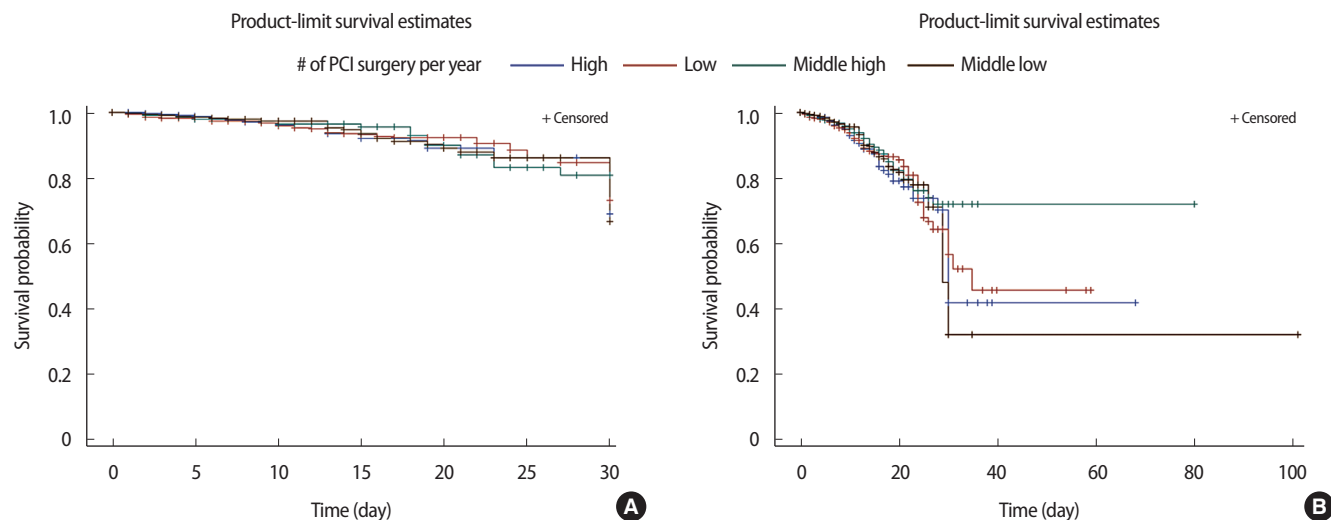 Product-limit survival estimates
Product-limit survival estimates
# of PCI surgery per year High Low Middle high Middle low
+ Censored
1.0
0.8
0.6
0.4
0.2
0
Survival probability
0 5 10 15 20 25 30
Time (day)
A
+ Censored
1.0
0.8
0.6
0.4
0.2
0
Survival probability
0 20 40 60 80 100
Time (day)
B